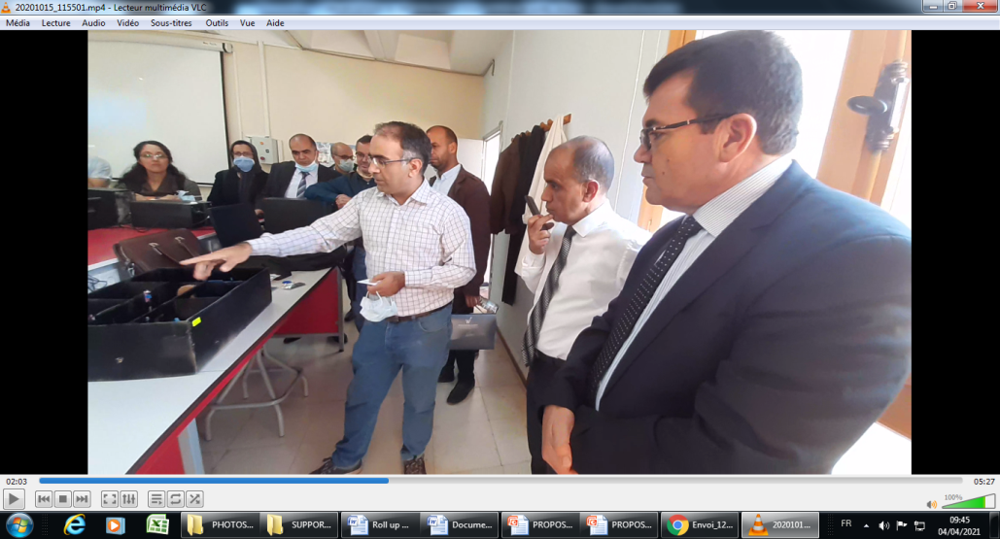 20201015_115501.mp4 - Lecteur multimédia VLC
Média Lecture Audio Vidéo Sous-titres Outils Vue Aide
02:03 05:27
100%
PHOTOS... SUPPOR... Roll up ... Docume... PROPOS... PROPOS... Envoi_12... 2020101... FR 09:45
04/04/2021